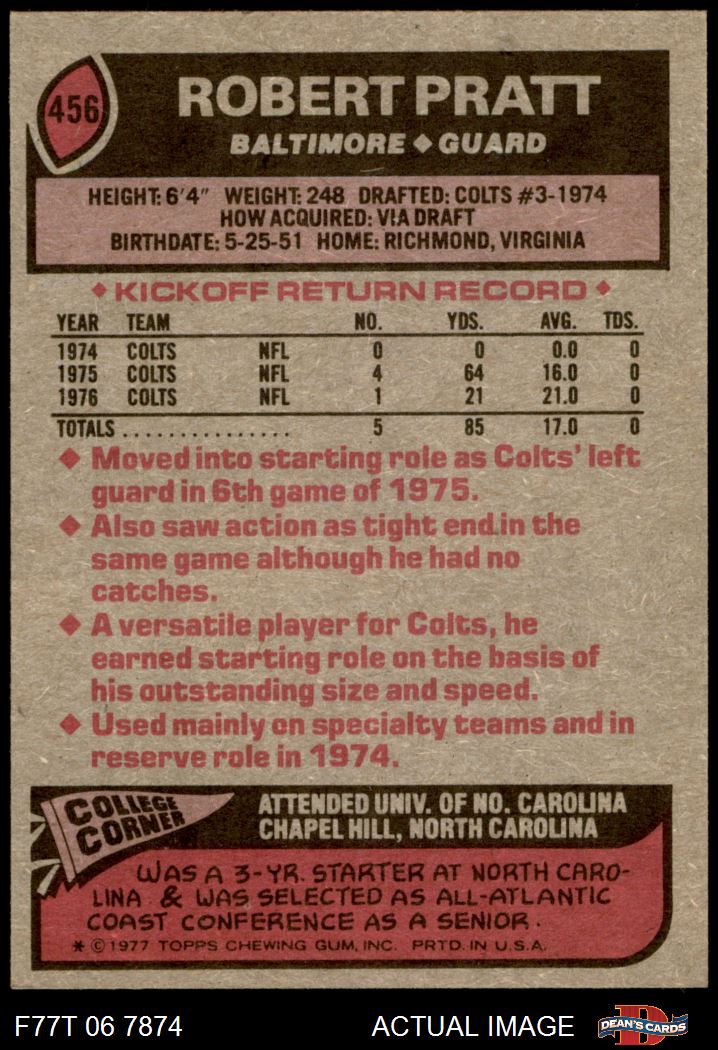 456
ROBERT PRATT
BALTIMORE ◆ GUARD
HEIGHT: 6'4" WEIGHT: 248 DRAFTED: COLTS #3-1974
HOW ACQUIRED: VIA DRAFT
BIRTHDATE: 5-25-51 HOME: RICHMOND, VIRGINIA
◆ KICKOFF RETURN RECORD ◆
YEAR TEAM NO. YDS. AVG. TDS.
1974 COLTS NFL 0 0 0.0 0
1975 COLTS NFL 4 64 16.0 0
1976 COLTS NFL 1 21 21.0 0
TOTALS ............... 5 85 17.0 0
◆ Moved into starting role as Colts' left
guard in 6th game of 1975.
◆ Also saw action as tight end in the
same game although he had no
catches.
◆ A versatile player for Colts, he
earned starting role on the basis of
his outstanding size and speed.
◆ Used mainly on specialty teams and in
reserve role in 1974.
COLLEGE
CORNER
ATTENDED UNIV. OF NO. CAROLINA
CHAPEL HILL, NORTH CAROLINA
WAS A 3-YR. STARTER AT NORTH CARO-
LINA & WAS SELECTED AS ALL-ATLANTIC
COAST CONFERENCE AS A SENIOR.
* © 1977 TOPPS CHEWING GUM, INC. PRTD. IN U.S.A.
F77T 06 7874 ACTUAL IMAGE DEAN'S CARDS